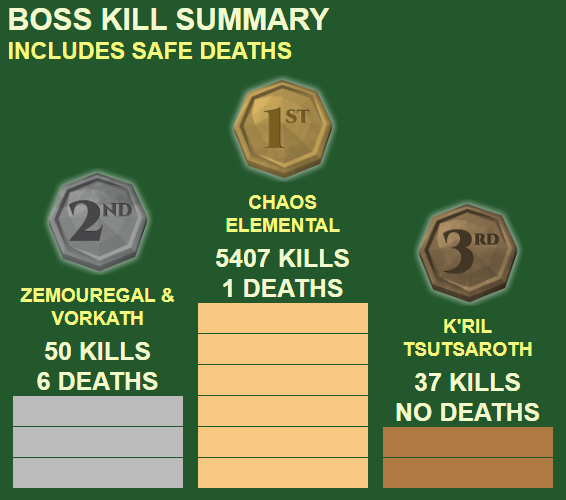 BOSS KILL SUMMARY
INCLUDES SAFE DEATHS
1ST
CHAOS
ELEMENTAL
5407 KILLS
1 DEATHS
2ND
ZEMOUREGAL &
VORKATH
50 KILLS
6 DEATHS
3RD
K'RIL
TSUTSAROTH
37 KILLS
NO DEATHS